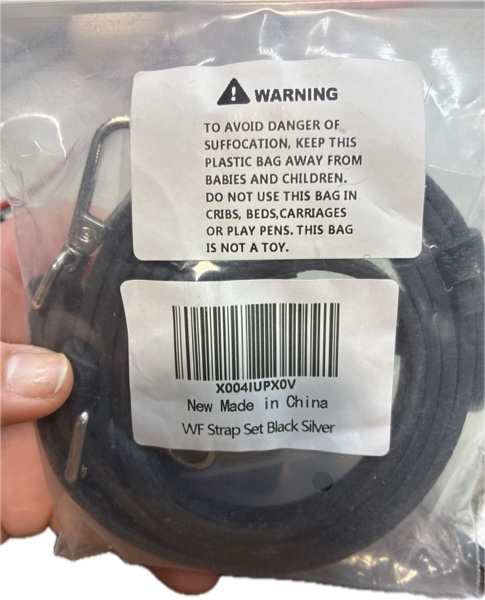 WARNING
TO AVOID DANGER OF
SUFFOCATION, KEEP THIS
PLASTIC BAG AWAY FROM
BABIES AND CHILDREN.
DO NOT USE THIS BAG IN
CRIBS, BEDS,CARRIAGES
OR PLAY PENS. THIS BAG
IS NOT A TOY.
X004IUPX0V
New Made in China
WF Strap Set Black Silver